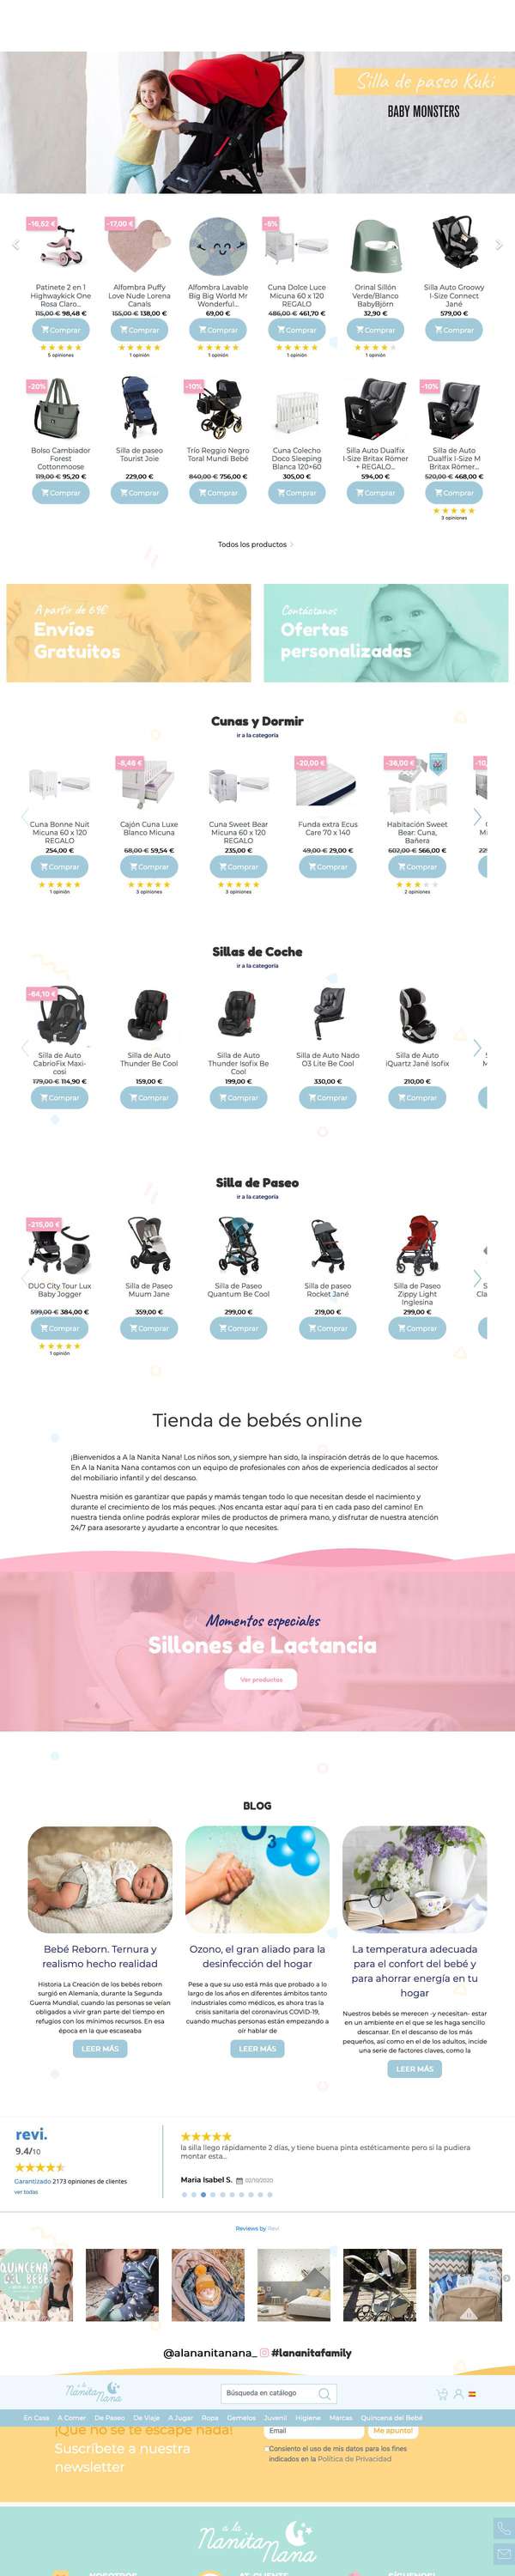 Silla de paseo Kuki
BABY MONSTERS
-16,52 €
-17,00 €
-5%
Patinete 2 en 1
Highwaykick One
Rosa Claro...
115,00 € 98,48 €
Comprar
5 opiniones
Alfombra Puffy
Love Nude Lorena
Canals
155,00 € 138,00 €
Comprar
1 opinión
Alfombra Lavable
Big Big World Mr
Wonderful...
69,00 €
Comprar
1 opinión
Cuna Dolce Luce
Micuna 60 x 120
REGALO
486,00 € 461,70 €
Comprar
1 opinión
Orinal Sillón
Verde/Blanco
BabyBjörn
32,90 €
Comprar
1 opinión
Silla Auto Groowy
I-Size Connect
Jané
579,00 €
Comprar
-20%
-10%
-10%
Bolso Cambiador
Forest
Cottonmoose
119,00 € 95,20 €
Comprar
Silla de paseo
Tourist Joie
229,00 €
Comprar
Trío Reggio Negro
Toral Mundi Bebé
840,00 € 756,00 €
Comprar
Cuna Colecho
Doco Sleeping
Blanca 120×60
305,00 €
Comprar
Silla Auto Dualfix
I-Size Britax Römer
+ REGALO...
594,00 €
Comprar
Silla de Auto
Dualfix I-Size M
Britax Römer...
520,00 € 468,00 €
Comprar
3 opiniones
Todos los productos
A partir de 69€
Envíos
Gratuitos
Contáctanos
Ofertas
personalizadas
Cunas y Dormir
ir a la categoría
-8,46 €
-20,00 €
-36,00 €
-10,
Cuna Bonne Nuit
Micuna 60 x 120
REGALO
254,00 €
Comprar
1 opinión
Cajón Cuna Luxe
Blanco Micuna
68,00 € 59,54 €
Comprar
3 opiniones
Cuna Sweet Bear
Micuna 60 x 120
REGALO
235,00 €
Comprar
3 opiniones
Funda extra Ecus
Care 70 x 140
49,00 € 29,00 €
Comprar
Habitación Sweet
Bear: Cuna,
Bañera
602,00 € 566,00 €
Comprar
2 opiniones
Sillas de Coche
ir a la categoría
-64,10 €
Silla de Auto
CabrioFix Maxi-
cosi
179,00 € 114,90 €
Comprar
Silla de Auto
Thunder Be Cool
159,00 €
Comprar
Silla de Auto
Thunder Isofix Be
Cool
199,00 €
Comprar
Silla de Auto Nado
O3 Lite Be Cool
330,00 €
Comprar
Silla de Auto
iQuartz Jané Isofix
210,00 €
Comprar
Silla de Paseo
ir a la categoría
-215,00 €
DUO City Tour Lux
Baby Jogger
599,00 € 384,00 €
Comprar
1 opinión
Silla de Paseo
Muum Jane
359,00 €
Comprar
Silla de Paseo
Quantum Be Cool
299,00 €
Comprar
Silla de paseo
Rocket Jané
219,00 €
Comprar
Silla de Paseo
Zippy Light
Inglesina
299,00 €
Comprar
Tienda de bebés online
¡Bienvenidos a A la Nanita Nana! Los niños son, y siempre han sido, la inspiración detrás de lo que hacemos.
En A la Nanita Nana contamos con un equipo de profesionales con años de experiencia dedicados al sector
del mobiliario infantil y del descanso.
Nuestra misión es garantizar que papás y mamás tengan todo lo que necesitan desde el nacimiento y
durante el crecimiento de los más peques. ¡Nos encanta estar aquí para ti en cada paso del camino! En
nuestra tienda online podrás explorar miles de productos de primera mano, y disfrutar de nuestra atención
24/7 para asesorarte y ayudarte a encontrar lo que necesites.
Momentos especiales
Sillones de Lactancia
Ver productos
BLOG
Bebé Reborn. Ternura y
realismo hecho realidad
Historia La Creación de los bebés reborn
surgió en Alemania, durante la Segunda
Guerra Mundial, cuando las personas se veían
obligados a vivir gran parte del tiempo en
refugios con los mínimos recursos. En esa
época en la que escaseaba
LEER MÁS
Ozono, el gran aliado para la
desinfección del hogar
Pese a que su uso está más que probado a lo
largo de los años en diferentes ámbitos tanto
industriales como médicos, es ahora tras la
crisis sanitaria del coronavirus COVID-19,
cuando muchas personas están empezando a
oír hablar de
LEER MÁS
La temperatura adecuada
para el confort del bebé y
para ahorrar energía en tu
hogar
Nuestros bebés se merecen -y necesitan- estar
en un ambiente en el que se les haga sencillo
descansar. En el descanso de los más
pequeños, así como en el de los adultos, incide
una serie de factores claves, como la
LEER MÁS
revi.
9.4/10
Garantizado 2173 opiniones de clientes
ver todas
la silla llego rápidamente 2 días, y tiene buena pinta estéticamente pero si la pudiera
montar esta...
Maria Isabel S. 02/10/2020
Reviews by Revi
QUINCENA
DEL BEBÉ
@alananitanana_ #lananitafamily
a la
Nanita
Nana
Búsqueda en catálogo
En Casa A Comer De Paseo De Viaje A Jugar Ropa Gemelos Juvenil Higiene Marcas Quincena del Bebé
¡Que no se te escape nada!
Suscríbete a nuestra
newsletter
Email
Me apunto!
Consiento el uso de mis datos para los fines
indicados en la Política de Privacidad
a la
Nanita
Nana
NOSOTROS
AT. CLIENTE
SÍGUENOS!